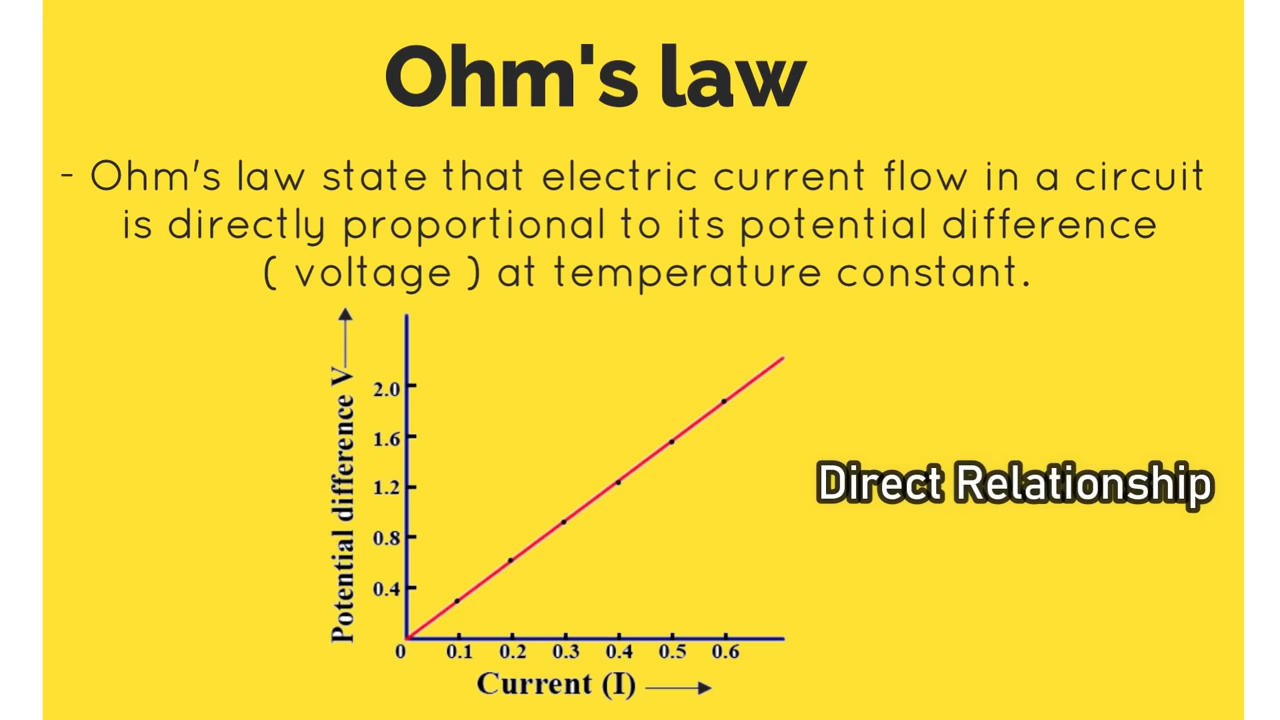 Ohm's law
- Ohm's law state that electric current flow in a circuit
is directly proportional to its potential difference
( voltage ) at temperature constant.
Potential difference V
2.0
1.6
1.2
0.8
0.4
0 0.1 0.2 0.3 0.4 0.5 0.6
Current (I)
Direct Relationship